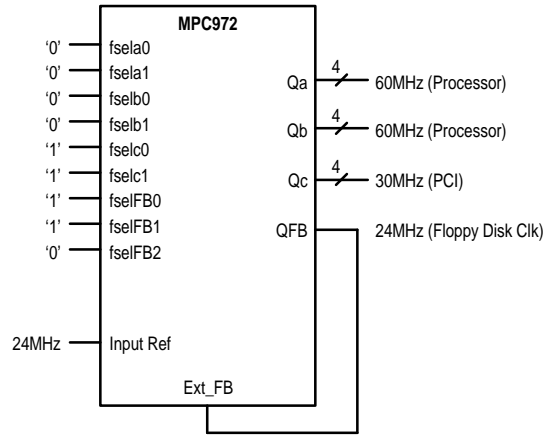 MPC972
‘0’ fsela0
‘0’ fsela1
‘0’ fselb0
‘0’ fselb1
‘1’ fselc0
‘1’ fselc1
‘1’ fselFB0
‘1’ fselFB1
‘0’ fselFB2
24MHz Input Ref
Ext_FB
Qa 4 60MHz (Processor)
Qb 4 60MHz (Processor)
Qc 4 30MHz (PCI)
QFB 24MHz (Floppy Disk Clk)